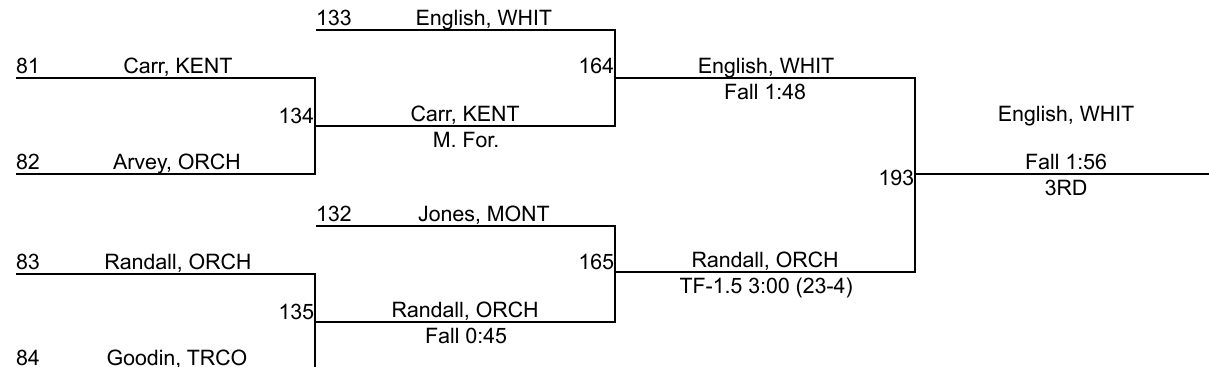 133 English, WHIT
81 Carr, KENT
164 English, WHIT
Fall 1:48
134 Carr, KENT
M. For.
English, WHIT
82 Arvey, ORCH
Fall 1:56
193
3RD
132 Jones, MONT
83 Randall, ORCH
165 Randall, ORCH
TF-1.5 3:00 (23-4)
135 Randall, ORCH
Fall 0:45
84 Goodin, TRCO